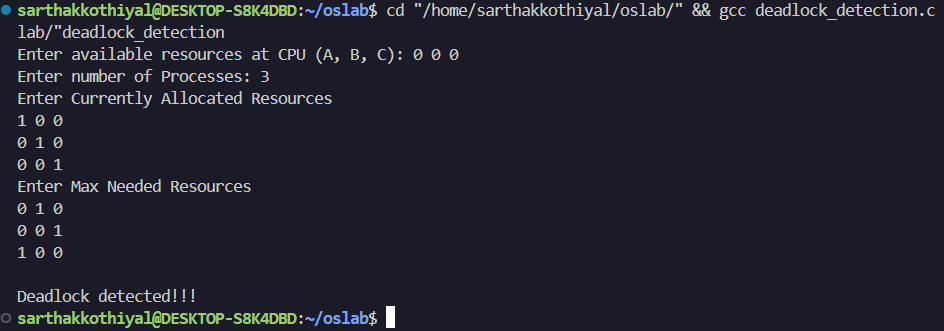 sarthakkothiyal@DESKTOP-S8K4DBD:~/oslab$ cd "/home/sarthakkothiyal/oslab/" && gcc deadlock_detection.c
lab/"deadlock_detection
Enter available resources at CPU (A, B, C): 0 0 0
Enter number of Processes: 3
Enter Currently Allocated Resources
1 0 0
0 1 0
0 0 1
Enter Max Needed Resources
0 1 0
0 0 1
1 0 0
Deadlock detected!!!
sarthakkothiyal@DESKTOP-S8K4DBD:~/oslab$